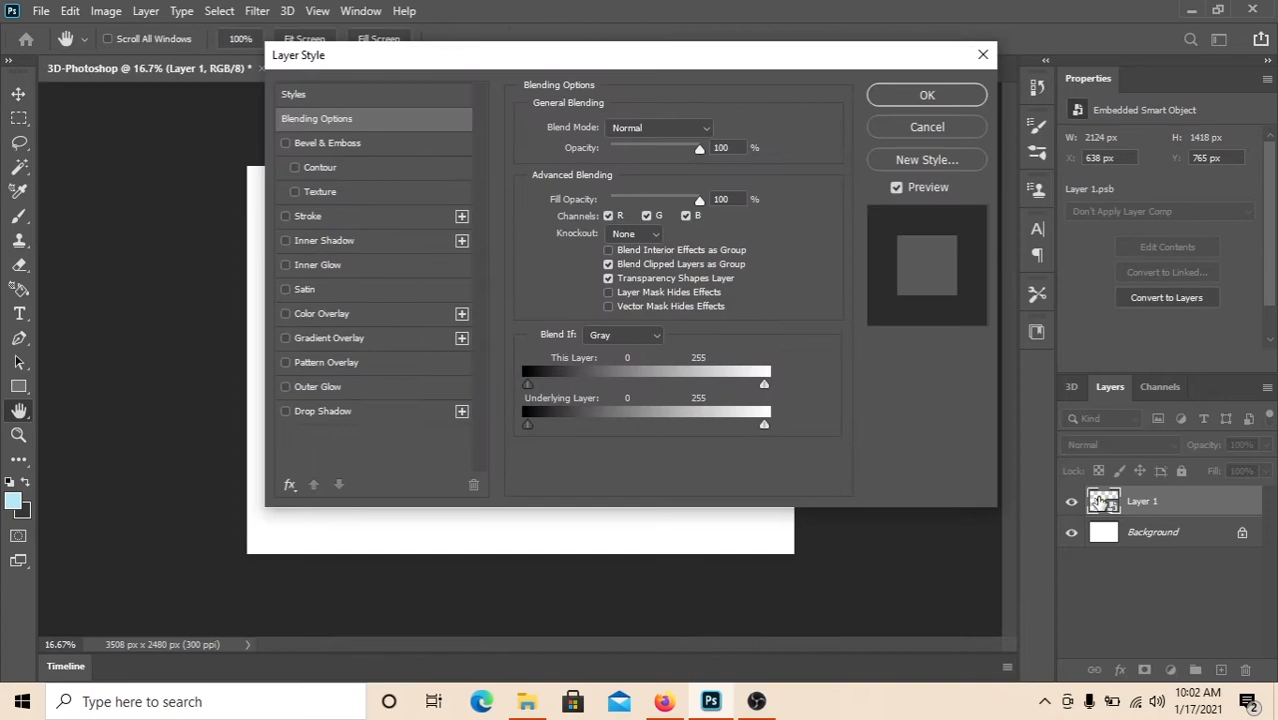 Ps File Edit Image Layer Type Select Filter 3D View Window Help
Scroll All Windows 100% Fit Screen Fill Screen
3D-Photoshop @ 16.7% (Layer 1, RGB/8) *
Layer Style
Styles
Blending Options
Bevel & Emboss
Contour
Texture
Stroke
Inner Shadow
Inner Glow
Satin
Color Overlay
Gradient Overlay
Pattern Overlay
Outer Glow
Drop Shadow
fx
Blending Options
General Blending
Blend Mode: Normal
Opacity: 100 %
Advanced Blending
Fill Opacity: 100 %
Channels: R G B
Knockout: None
Blend Interior Effects as Group
Blend Clipped Layers as Group
Transparency Shapes Layer
Layer Mask Hides Effects
Vector Mask Hides Effects
Blend If: Gray
This Layer: 0 255
Underlying Layer: 0 255
OK
Cancel
New Style...
Preview
Properties
Embedded Smart Object
W: 2124 px H: 1418 px
X: 638 px Y: 765 px
Layer 1.psb
Don't Apply Layer Comp
Edit Contents
Convert to Linked...
Convert to Layers
3D Layers Channels
Kind
Normal Opacity: 100%
Lock: Fill: 100%
Layer 1
Background
fx
16.67% 3508 px x 2480 px (300 ppi)
Timeline
Type here to search
Ps
10:02 AM
1/17/2021
2